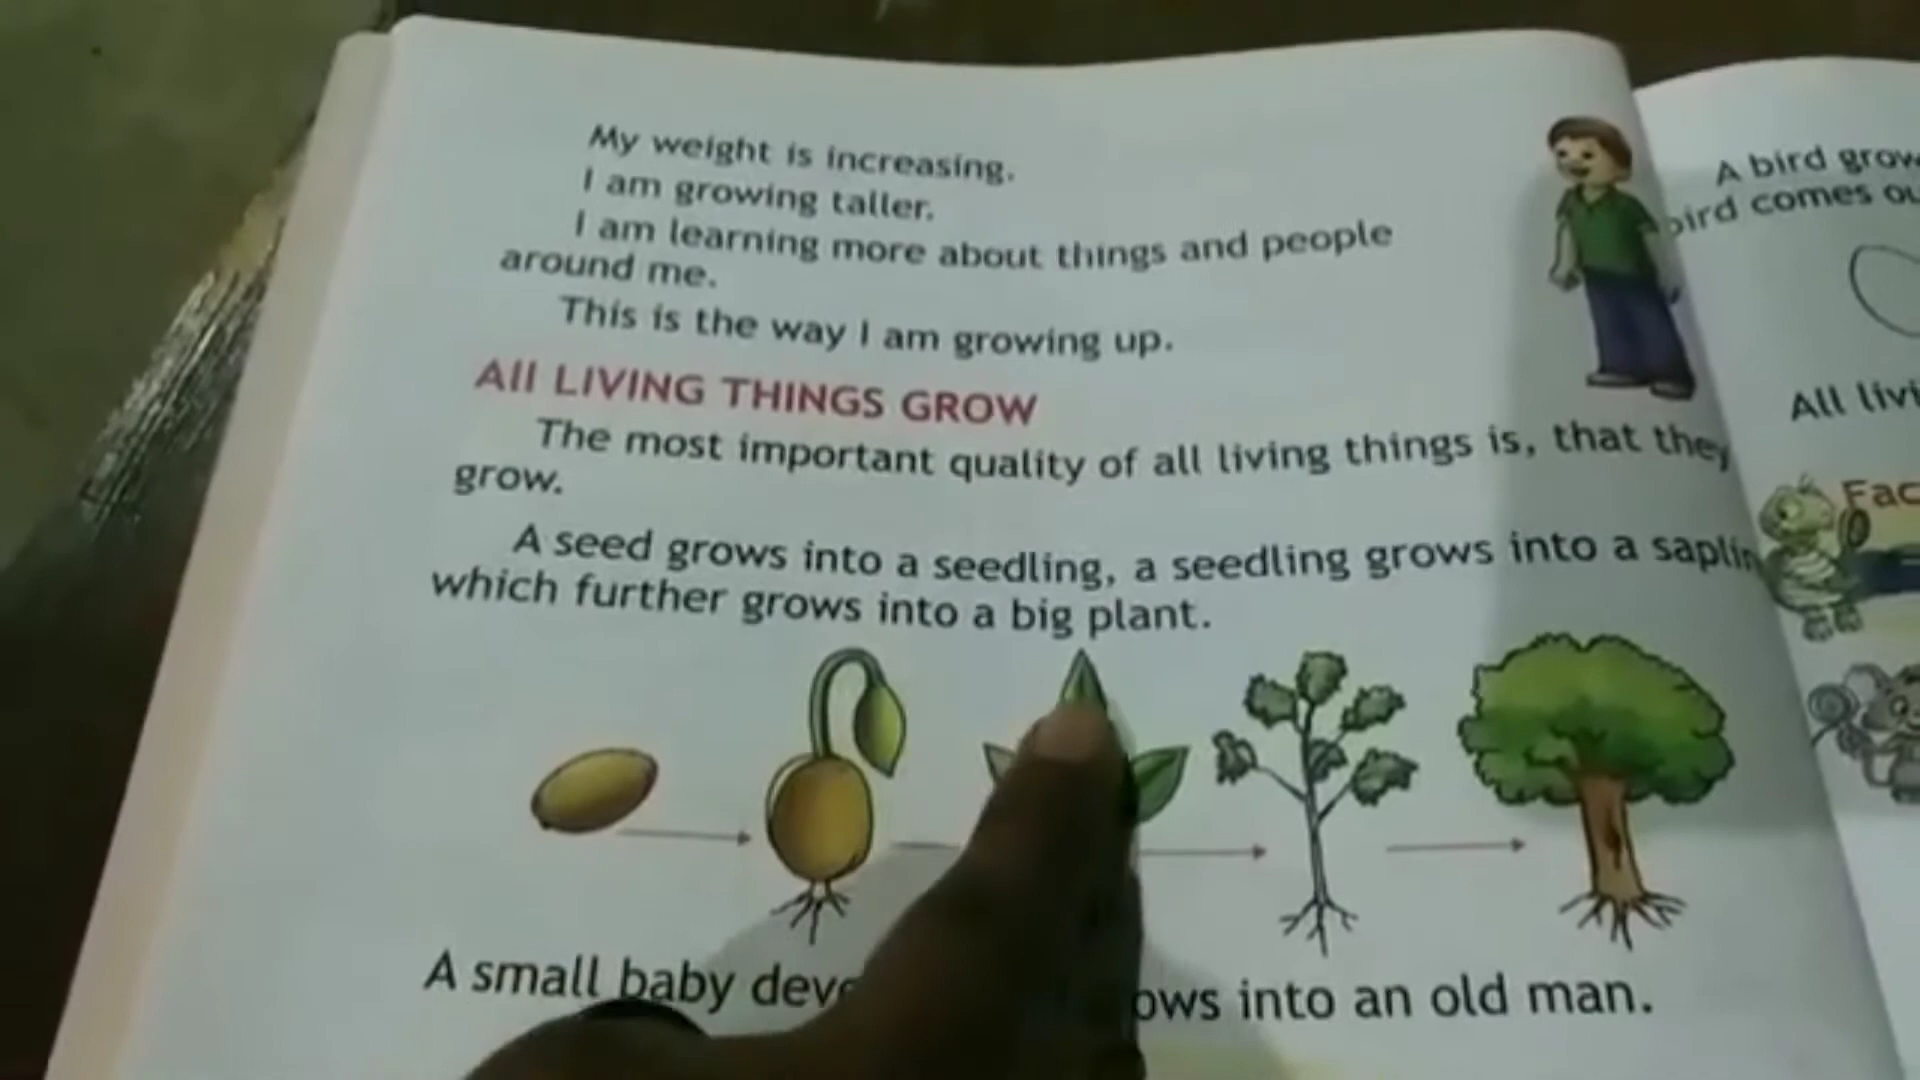 My weight is increasing.
I am growing taller.
I am learning more about things and people
around me.
This is the way I am growing up.
All LIVING THINGS GROW
The most important quality of all living things is, that they
grow.
A seed grows into a seedling, a seedling grows into a saplin
which further grows into a big plant.
A small baby deve ows into an old man.
A bird grow
bird comes ou
All livi
Fac